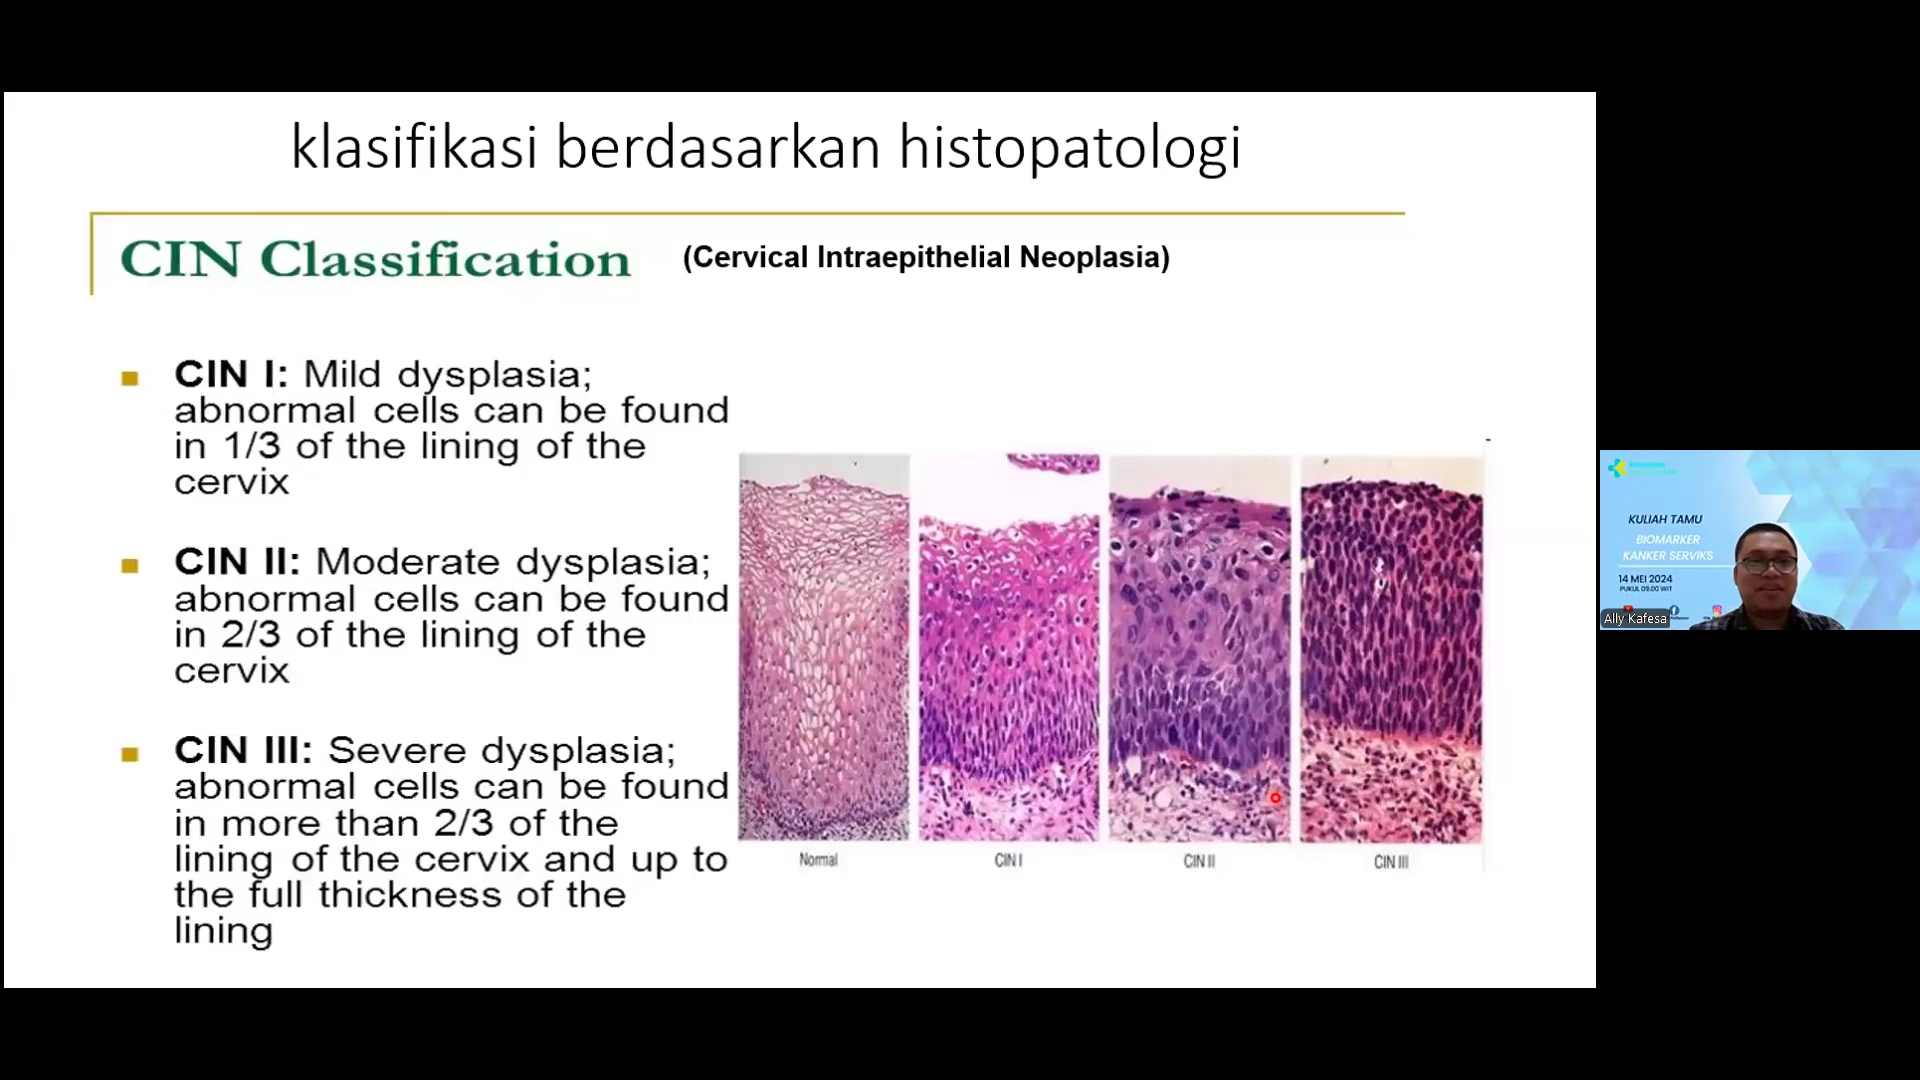 klasifikasi berdasarkan histopatologi
CIN Classification (Cervical Intraepithelial Neoplasia)
CIN I: Mild dysplasia;
abnormal cells can be found
in 1/3 of the lining of the
cervix
CIN II: Moderate dysplasia;
abnormal cells can be found
in 2/3 of the lining of the
cervix
CIN III: Severe dysplasia;
abnormal cells can be found
in more than 2/3 of the
lining of the cervix and up to
the full thickness of the
lining
Normal
CIN I
CIN II
CIN III
KULIAH TAMU
BIOMARKER
KANKER SERVIKS
14 MEI 2024
PUKUL 09.00 WIT
Ally Kafesa